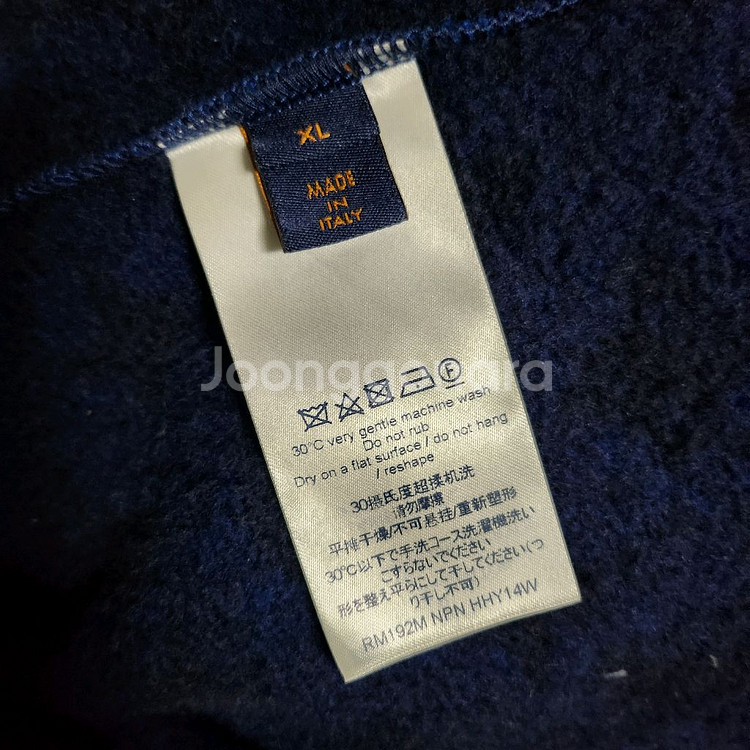 XL
MADE
IN
ITALY
Joonggonara
F
30°C very gentle machine wash
Do not rub
Dry on a flat surface / do not hang
/ reshape
30摄氏度超揉机洗
请勿摩擦
平排干燥/不可悬挂/重新塑形
30°C以下で手洗コース洗濯機洗い
こすらないでください
形を整え平らにして干してください(つ
り干し不可)
RM192M NPN HHY14W